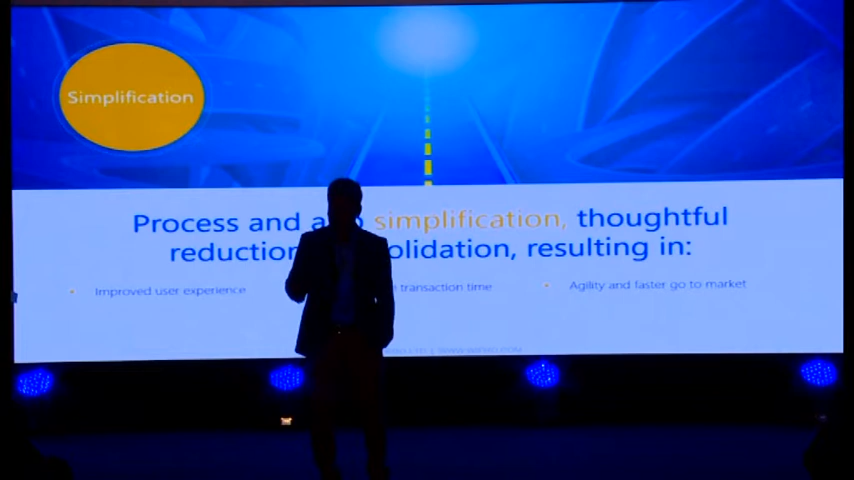 Simplification
Process and simplification, thoughtful
reduction olidation, resulting in:
Improved user experience
transaction time
Agility and faster go to market